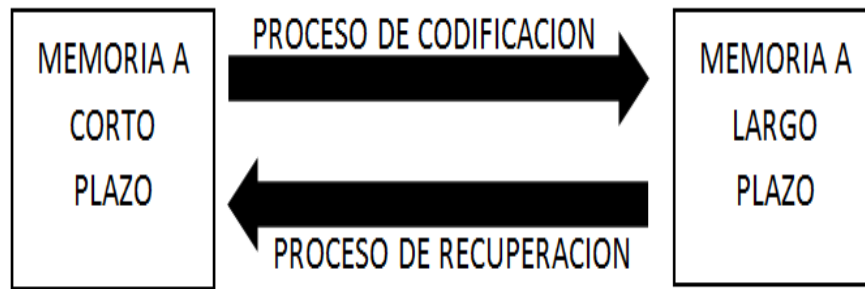 MEMORIA A
CORTO
PLAZO
PROCESO DE CODIFICACION
PROCESO DE RECUPERACION
MEMORIA A
LARGO
PLAZO